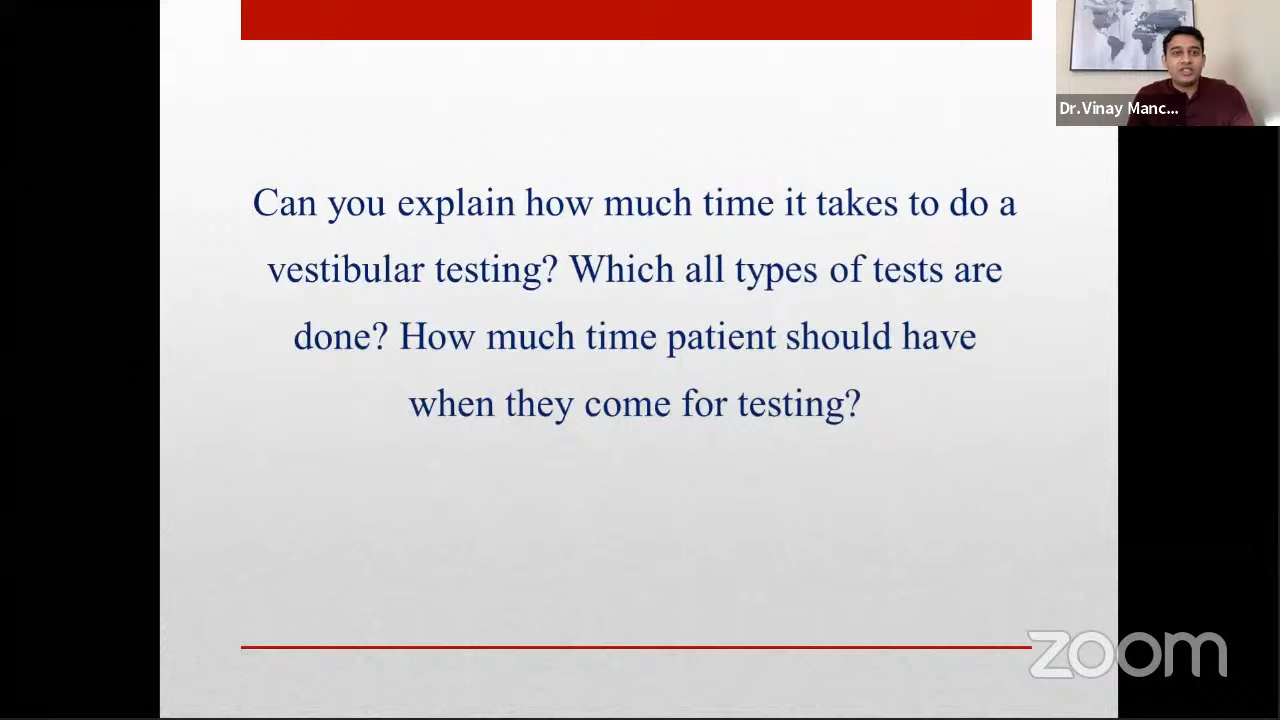 Dr.Vinay Manc...
Can you explain how much time it takes to do a
vestibular testing? Which all types of tests are
done? How much time patient should have
when they come for testing?
zoom